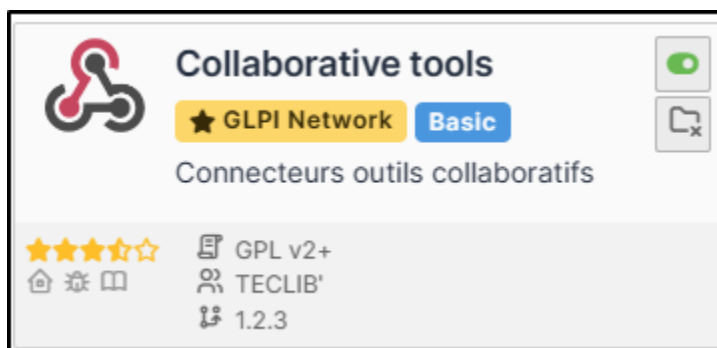 Collaborative tools
GLPI Network Basic
Connecteurs outils collaboratifs
GPL v2+
TECLIB'
1.2.3